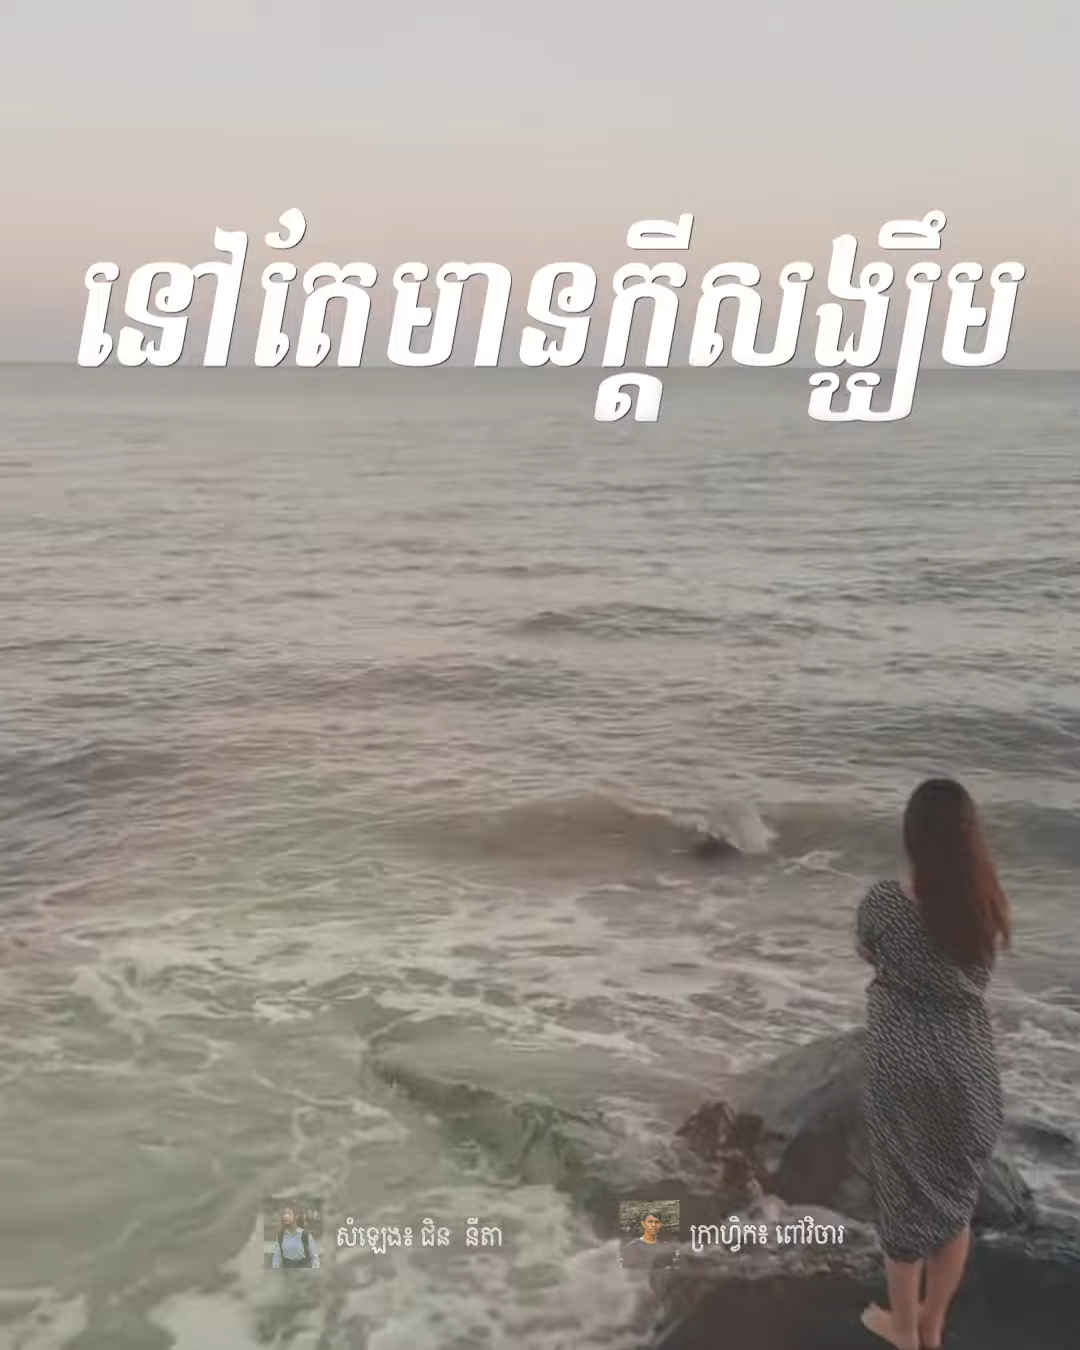 នៅតែមានក្ដីសង្ឃឹម
សំឡេង៖ ជិន នីតា
ក្រាហ្វិក៖ ពៅវិចារ